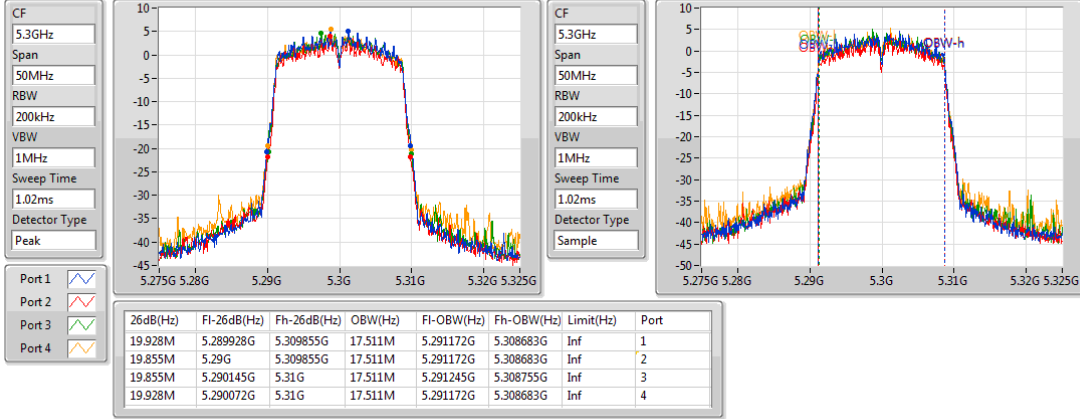 CF
5.3GHz
Span
50MHz
RBW
200kHz
VBW
1MHz
Sweep Time
1.02ms
Detector Type
Peak
10
5
0
-5
-10
-15
-20
-25
-30
-35
-40
-45
5.275G 5.28G 5.29G 5.3G 5.31G 5.32G 5.325G
CF
5.3GHz
Span
50MHz
RBW
200kHz
VBW
1MHz
Sweep Time
1.02ms
Detector Type
Sample
10
5
0
-5
-10
-15
-20
-25
-30
-35
-40
-45
-50
OBW-h
5.275G 5.28G 5.29G 5.3G 5.31G 5.32G 5.325G
Port 1
Port 2
Port 3
Port 4
26dB(Hz) Fl-26dB(Hz) Fh-26dB(Hz) OBW(Hz) Fl-OBW(Hz) Fh-OBW(Hz) Limit(Hz) Port
19.928M 5.289928G 5.309855G 17.511M 5.291172G 5.308683G Inf 1
19.855M 5.29G 5.309855G 17.511M 5.291172G 5.308683G Inf 2
19.855M 5.290145G 5.31G 17.511M 5.291245G 5.308755G Inf 3
19.928M 5.290072G 5.31G 17.511M 5.291172G 5.308683G Inf 4